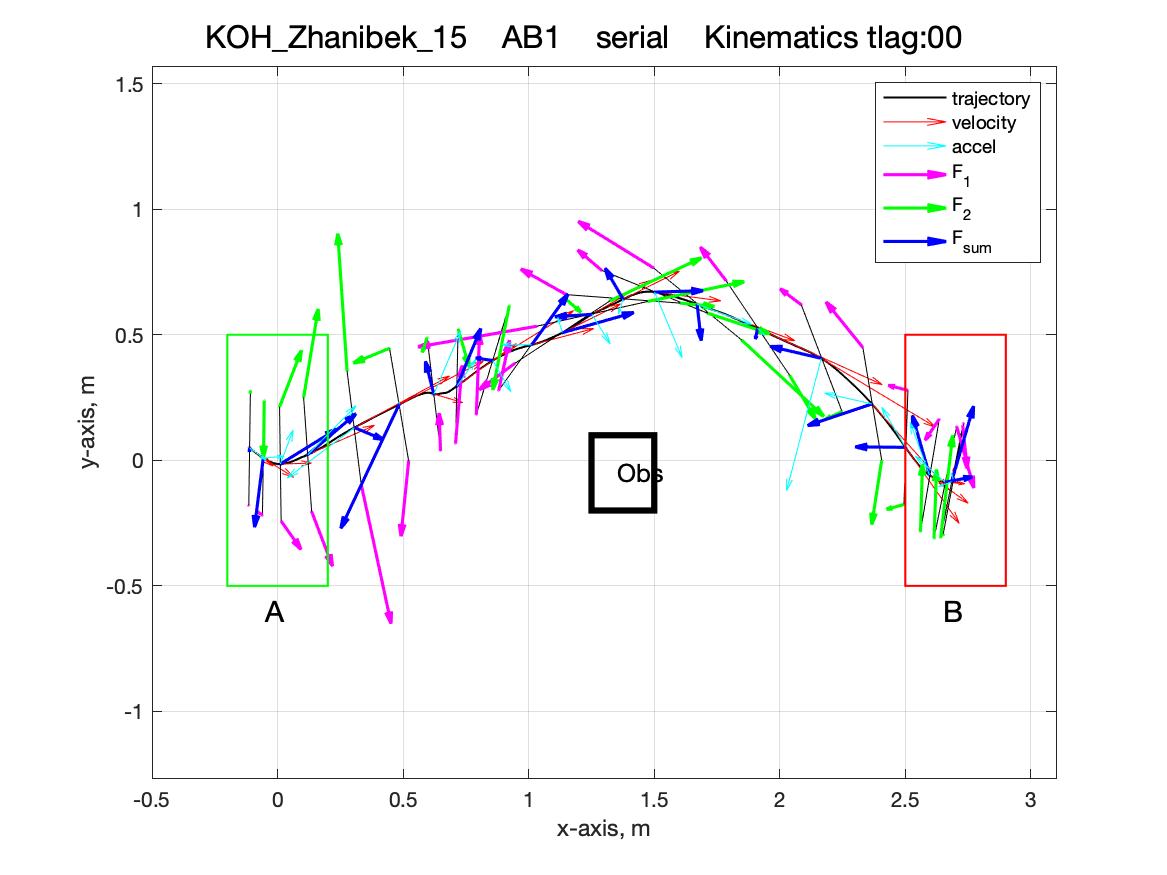 KOH_Zhanibek_15 AB1 serial Kinematics tlag:00
1.5
1
0.5
0
-0.5
-1
y-axis, m
trajectory
velocity
accel
F1
F2
Fsum
Obs
A
B
-0.5 0 0.5 1 1.5 2 2.5 3
x-axis, m